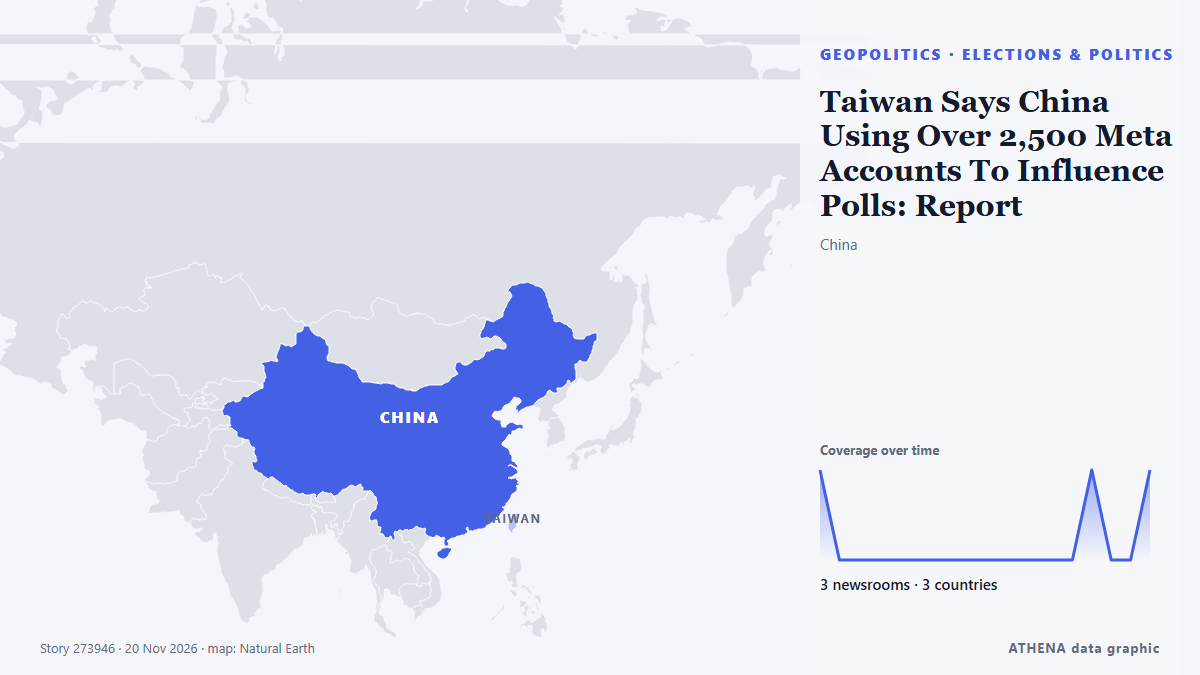 GEOPOLITICS · ELECTIONS & POLITICS
Taiwan Says China
Using Over 2,500 Meta
Accounts To Influence
Polls: Report
China
CHINA
TAIWAN
Coverage over time
3 newsrooms · 3 countries
Story 273946 · 20 Nov 2026 · map: Natural Earth
ATHENA data graphic